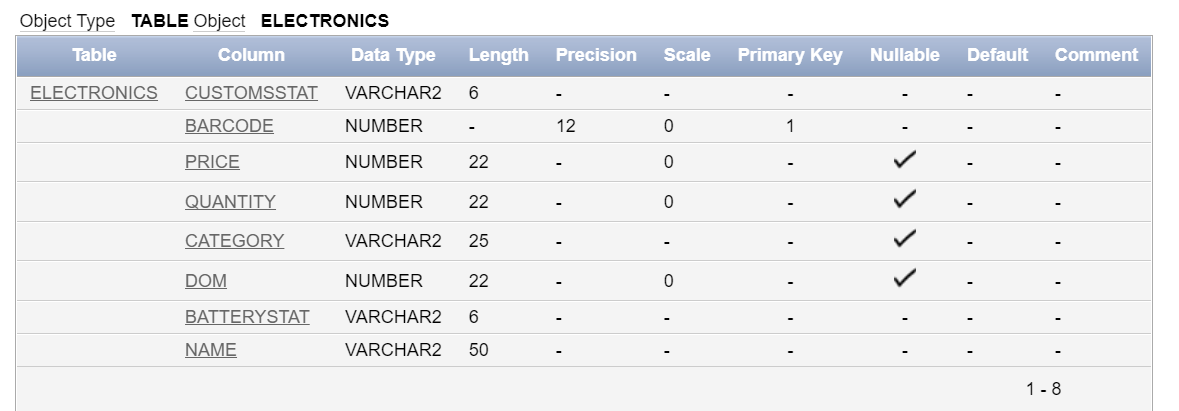 Object Type TABLE Object ELECTRONICS
Table Column Data Type Length Precision Scale Primary Key Nullable Default Comment
ELECTRONICS CUSTOMSSTAT VARCHAR2 6 - - - - - -
BARCODE NUMBER - 12 0 1 - - -
PRICE NUMBER 22 - 0 - ✓ - -
QUANTITY NUMBER 22 - 0 - ✓ - -
CATEGORY VARCHAR2 25 - - - ✓ - -
DOM NUMBER 22 - 0 - ✓ - -
BATTERYSTAT VARCHAR2 6 - - - - - -
NAME VARCHAR2 50 - - - - - -
1 - 8